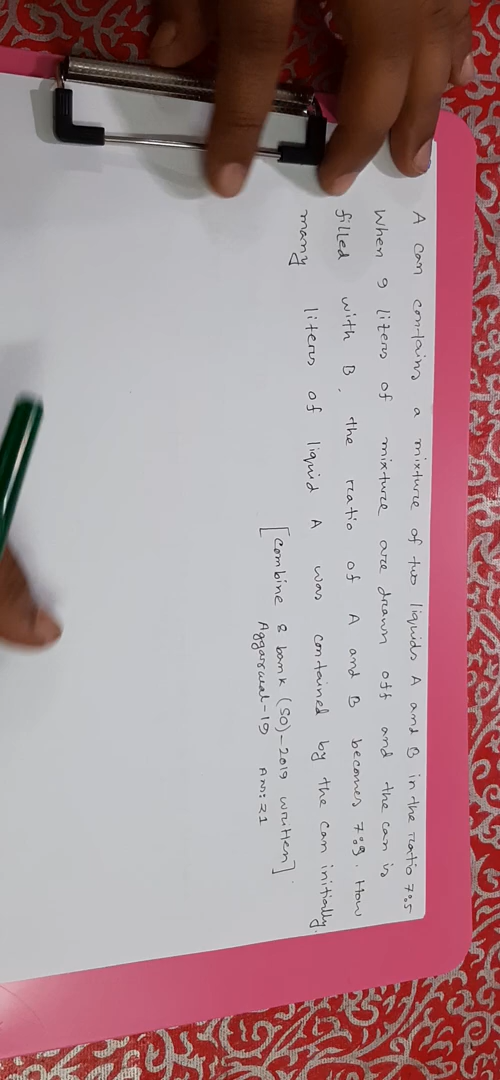 A can contains a mixture of two liquids A and B in the ratio 7:5
When 9 liters of mixture are drawn off and the can is
filled with B, the ratio of A and B becomes 7:9. How
many liters of liquid A was contained by the can initially.
[Combine 8 bank (SO)-2019 written]
Aggarwal-19 Ans: 21